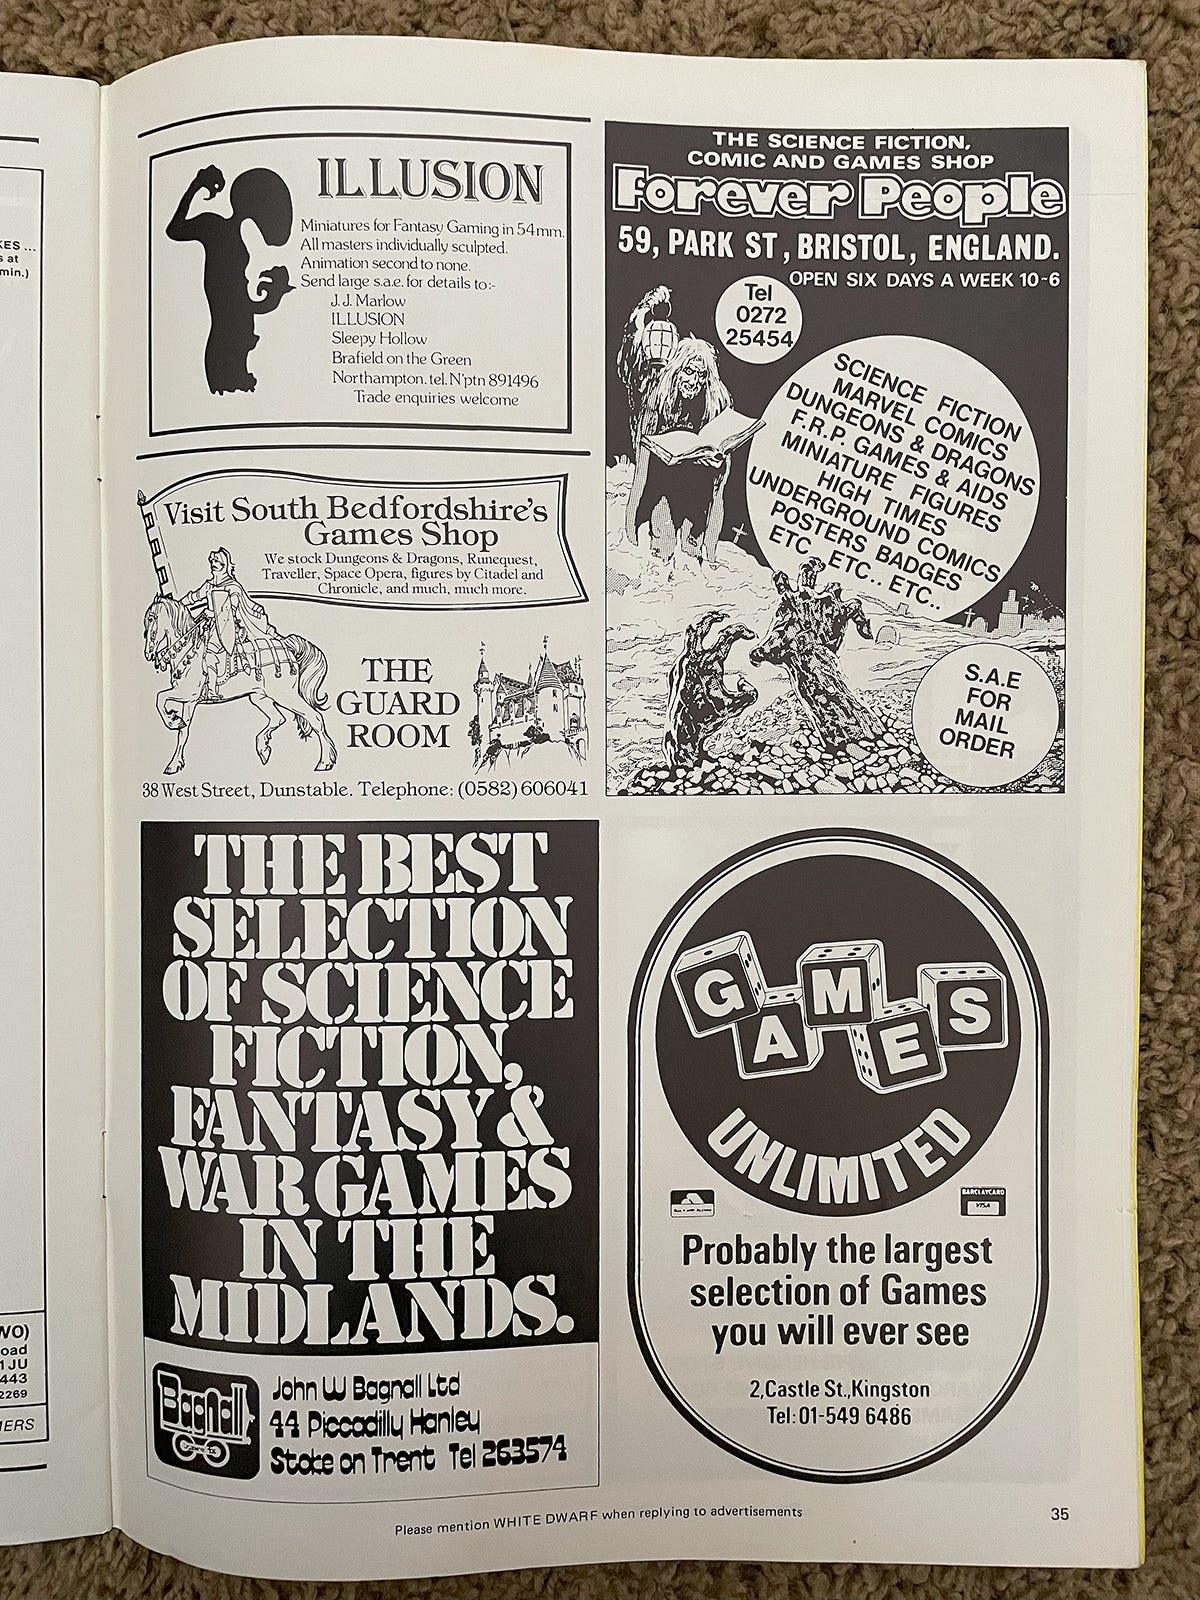 KES ...
s at
min.)
WO)
oad
1JU
443
2269
MERS
ILLUSION
Miniatures for Fantasy Gaming in 54mm.
All masters individually sculpted.
Animation second to none.
Send large s.a.e. for details to:-
J.J. Marlow
ILLUSION
Sleepy Hollow
Brafield on the Green
Northampton. tel. N'ptn 891496
Trade enquiries welcome
THE SCIENCE FICTION,
COMIC AND GAMES SHOP
Forever People
59, PARK ST, BRISTOL, ENGLAND.
OPEN SIX DAYS A WEEK 10-6
Tel
0272
25454
SCIENCE FICTION
MARVEL COMICS
DUNGEONS & DRAGONS
F.R.P. GAMES & AIDS
MINIATURE FIGURES
HIGH TIMES
UNDERGROUND COMICS
POSTERS BADGES
ETC.. ETC.. ETC..
S.A.E
FOR
MAIL
ORDER
Visit South Bedfordshire's
Games Shop
We stock Dungeons & Dragons, Runequest,
Traveller, Space Opera, figures by Citadel and
Chronicle, and much, much more.
THE
GUARD
ROOM
38 West Street, Dunstable. Telephone: (0582) 606041
THE BEST
SELECTION
OF SCIENCE
FICTION,
FANTASY &
WAR GAMES
IN THE
MIDLANDS.
Bagnall
John W Bagnall Ltd
44 Piccadilly Hanley
Stoke on Trent Tel 263574
GAMES
UNLIMITED
BARCLAYCARD
VISA
Probably the largest
selection of Games
you will ever see
2,Castle St.,Kingston
Tel: 01-549 6486
Please mention WHITE DWARF when replying to advertisements
35